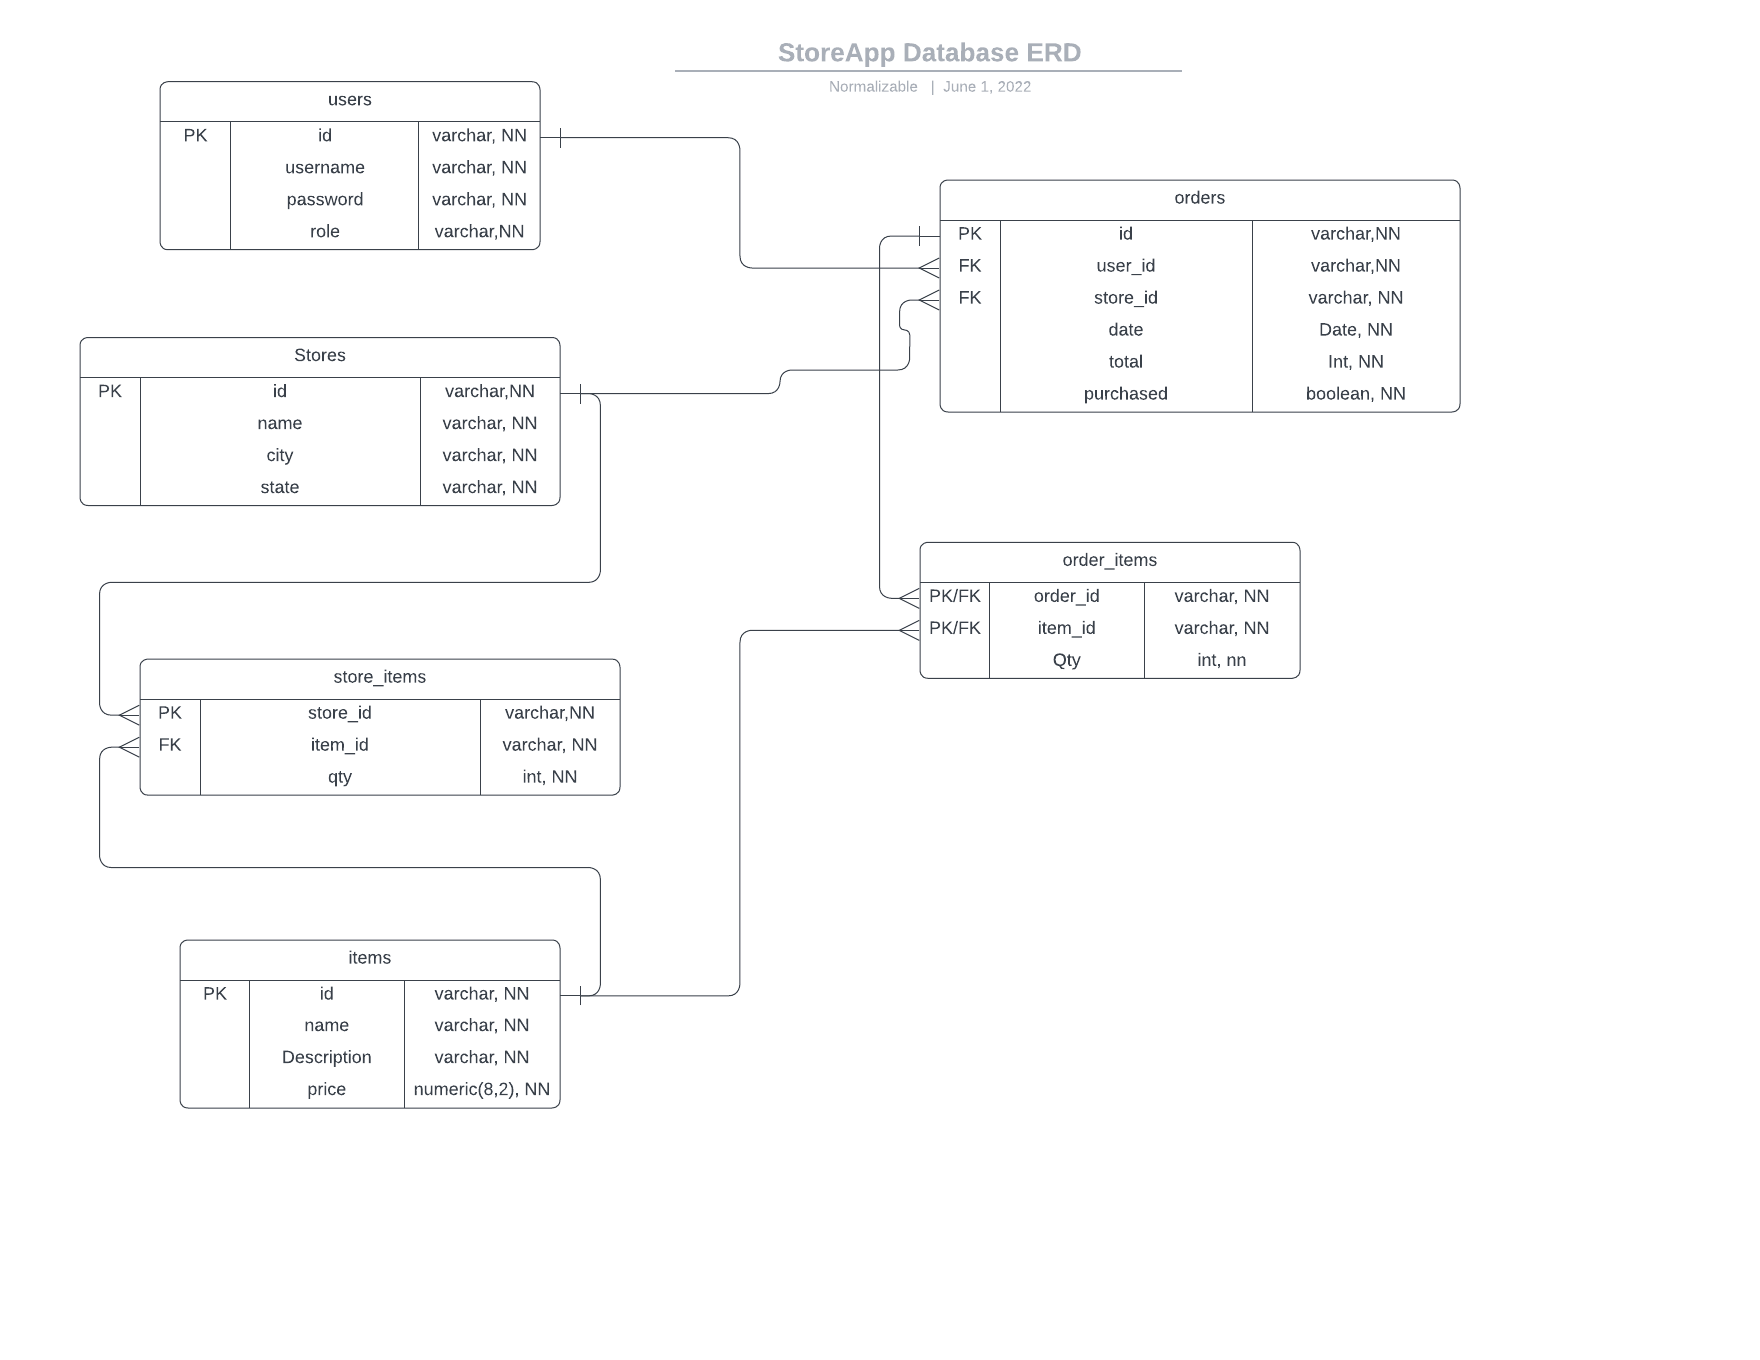 StoreApp Database ERD
Normalizable | June 1, 2022
users
PK id varchar, NN
username varchar, NN
password varchar, NN
role varchar,NN
orders
PK id varchar,NN
FK user_id varchar,NN
FK store_id varchar, NN
date Date, NN
total Int, NN
purchased boolean, NN
Stores
PK id varchar,NN
name varchar, NN
city varchar, NN
state varchar, NN
order_items
PK/FK order_id varchar, NN
PK/FK item_id varchar, NN
Qty int, nn
store_items
PK store_id varchar,NN
FK item_id varchar, NN
qty int, NN
items
PK id varchar, NN
name varchar, NN
Description varchar, NN
price numeric(8,2), NN